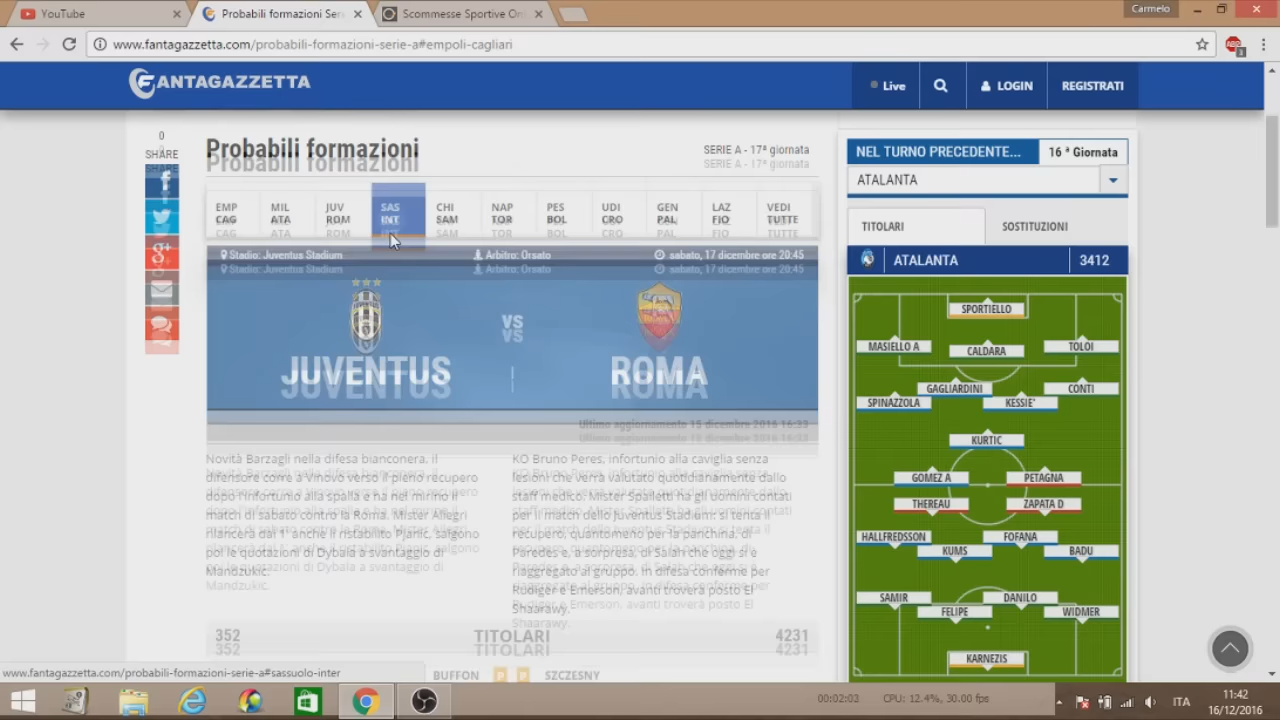 YouTube
Probabili formazioni Seri
Scommesse Sportive On
Carmelo
www.fantagazzetta.com/probabili-formazioni-serie-a#empoli-cagliari
FANTAGAZZETTA
Live
LOGIN
REGISTRATI
0
SHARE
Probabili formazioni
SERIE A - 17ª giornata
EMP CAG
MIL ATA
JUV ROM
SAS INT
CHI SAM
NAP TOR
PES BOL
UDI CRO
GEN PAL
LAZ FIO
VEDI TUTTE
Stadio: Juventus Stadium
Arbitro: Orsato
sabato, 17 dicembre ore 20:45
JUVENTUS
VS
ROMA
Ultimo aggiornamento 15 dicembre 2016 16:33
Novità Barzagli nella difesa bianconera, il
difensore corre a Vinovo verso il pieno recupero
dopo l'infortunio alla spalla e ha nel mirino il
match di sabato contro la Roma. Mister Allegri
rilancerà dal 1' anche il ristabilito Pjanic, salgono
poi le quotazioni di Dybala a svantaggio di
Mandzukic.
KO Bruno Peres, infortunio alla caviglia senza
lesioni che verrà valutato quotidianamente dallo
staff medico. Mister Spalletti ha gli uomini contati
per il match dello Juventus Stadium: si tenta il
recupero, quantomeno per la panchina, di
Paredes e, a sorpresa, di Salah che oggi si è
riaggregato al gruppo. In difesa conferme per
Rudiger e Emerson, avanti troverà posto El
Shaarawy.
352
TITOLARI
4231
BUFFON
P
P
SZCZESNY
NEL TURNO PRECEDENTE...
16 ª Giornata
ATALANTA
TITOLARI
SOSTITUZIONI
ATALANTA
3412
SPORTIELLO
MASIELLO A
CALDARA
TOLOI
GAGLIARDINI
CONTI
SPINAZZOLA
KESSIE'
KURTIC
GOMEZ A
PETAGNA
THEREAU
ZAPATA D
HALLFREDSSON
FOFANA
KUMS
BADU
SAMIR
DANILO
FELIPE
WIDMER
KARNEZIS
www.fantagazzetta.com/probabili-formazioni-serie-a#sassuolo-inter
00:02:03
CPU: 12.4%, 30.00 fps
ITA
11:42
16/12/2016